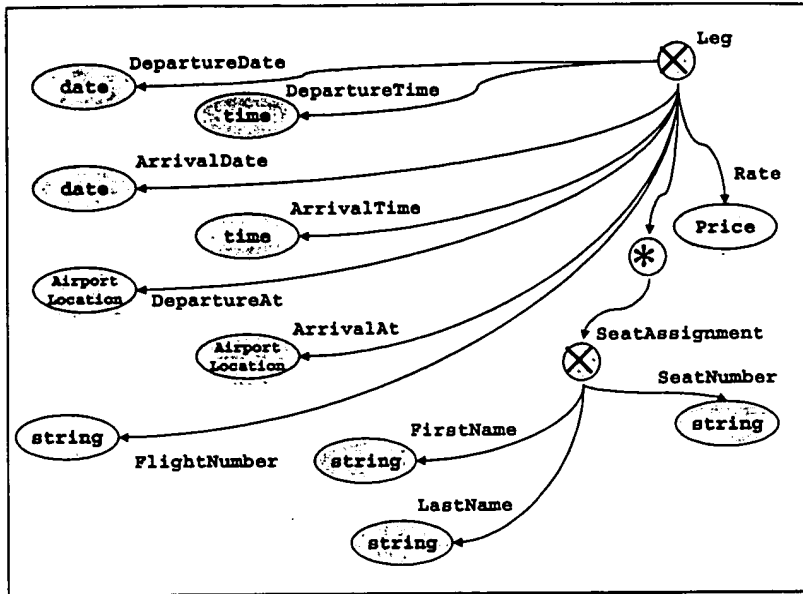 Leg
DepartureDate
date
DepartureTime
time
ArrivalDate
date
Rate
ArrivalTime
time
Price
*
Airport
Location
DepartureAt
ArrivalAt
Airport
Location
SeatAssignment
SeatNumber
string
FirstName
string
FlightNumber
string
LastName
string